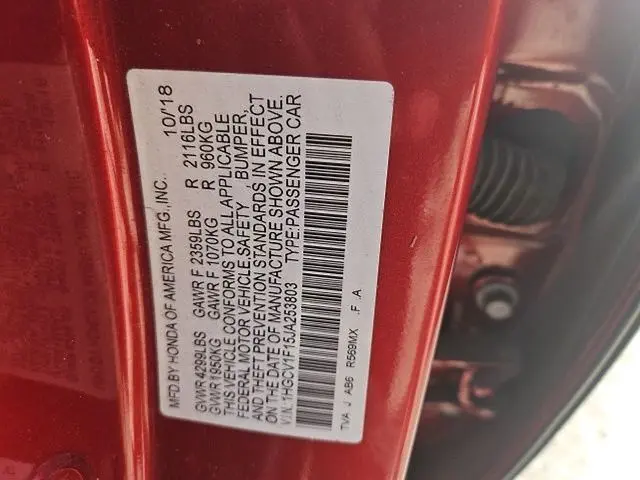 MFD.BY HONDA OF AMERICA MFG.,INC. 10/18
GVWR 4299LBS GAWR F 2359LBS R 2116LBS
GVWR 1950KG GAWR F 1070KG R 960KG
THIS VEHICLE CONFORMS TO ALL APPLICABLE
FEDERAL MOTOR VEHICLE SAFETY , BUMPER,
AND THEFT PREVENTION STANDARDS IN EFFECT
ON THE DATE OF MANUFACTURE SHOWN ABOVE.
V.I.N. 1HGCV1F15JA253803 TYPE:PASSENGER CAR
TVA J AB6 R569MX .F .A